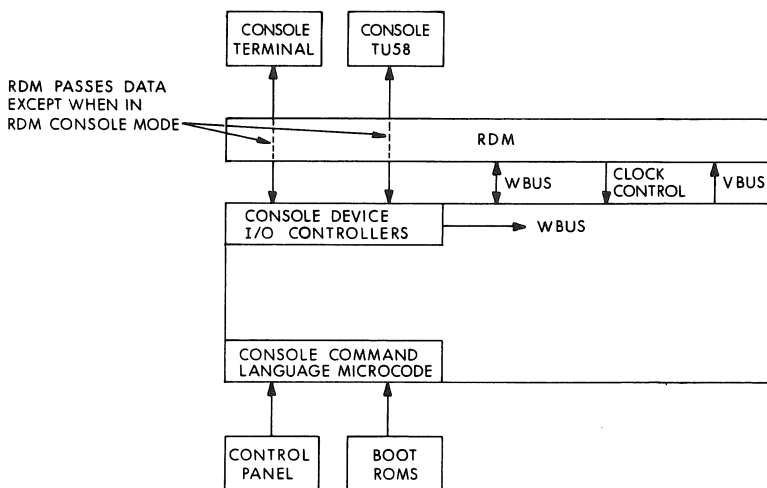 CONSOLE
TERMINAL
CONSOLE
TU58
RDM PASSES DATA
EXCEPT WHEN IN
RDM CONSOLE MODE
RDM
WBUS
CLOCK
CONTROL
VBUS
CONSOLE DEVICE
I/O CONTROLLERS
WBUS
CONSOLE COMMAND
LANGUAGE MICROCODE
CONTROL
PANEL
BOOT
ROMS